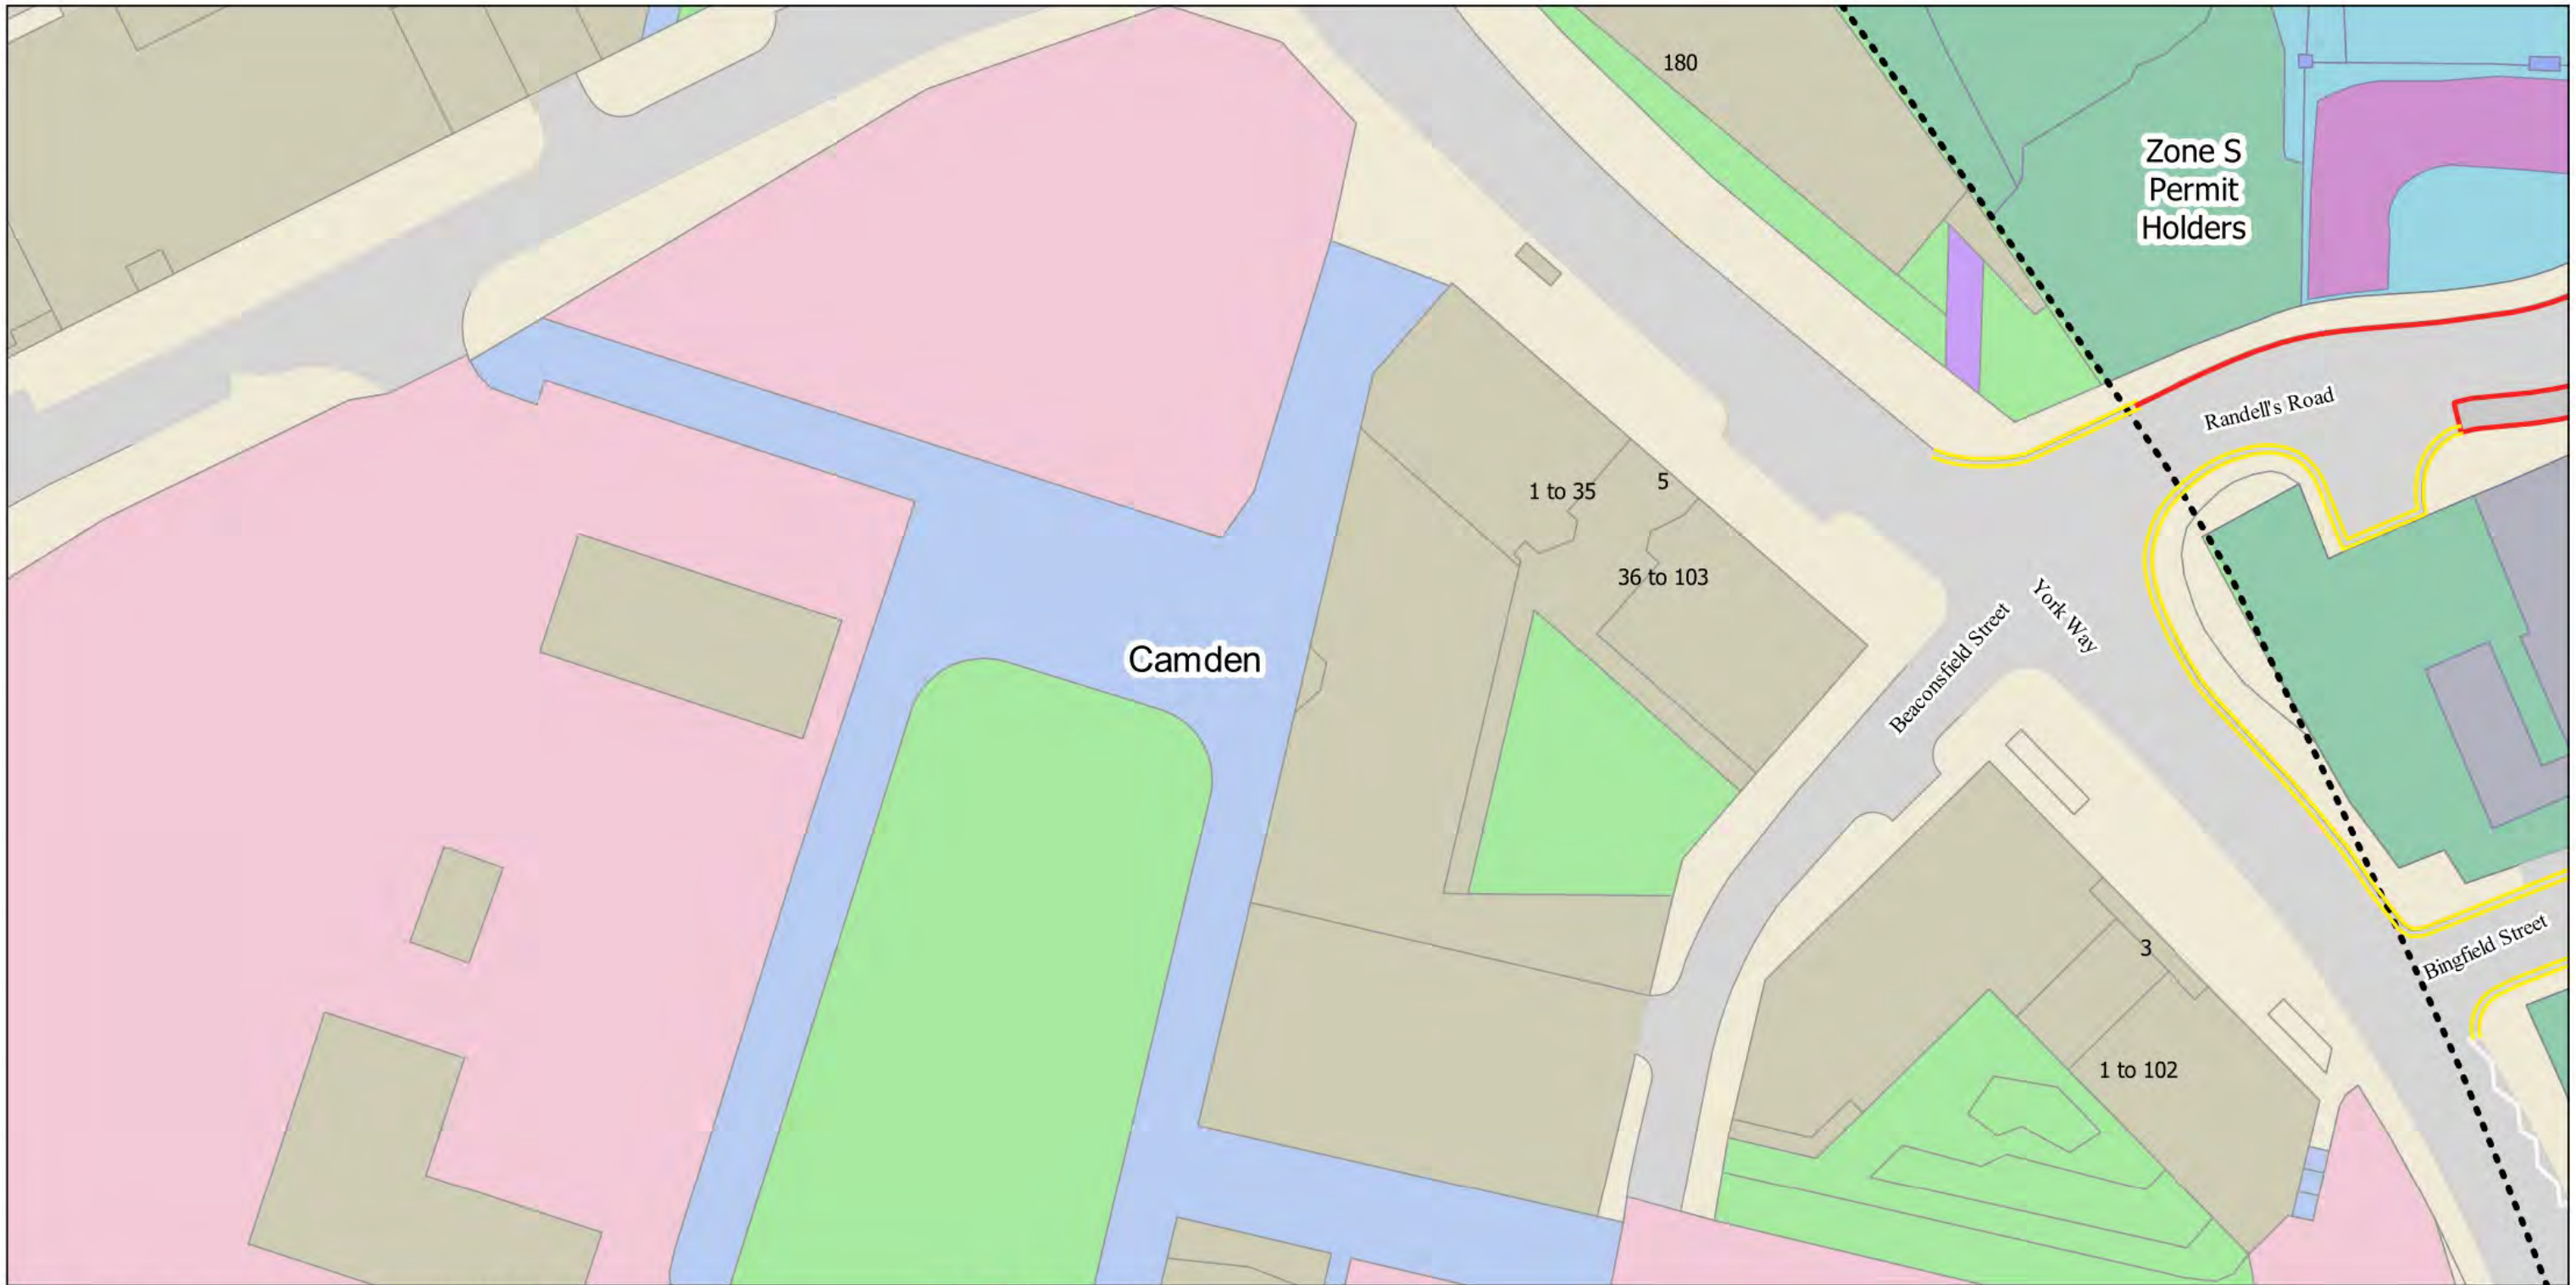 180
Zone S
Permit
Holders
Randell's Road
1 to 35
5
36 to 103
Camden
Beaconsfield Street
York Way
3
Bingfield Street
1 to 102